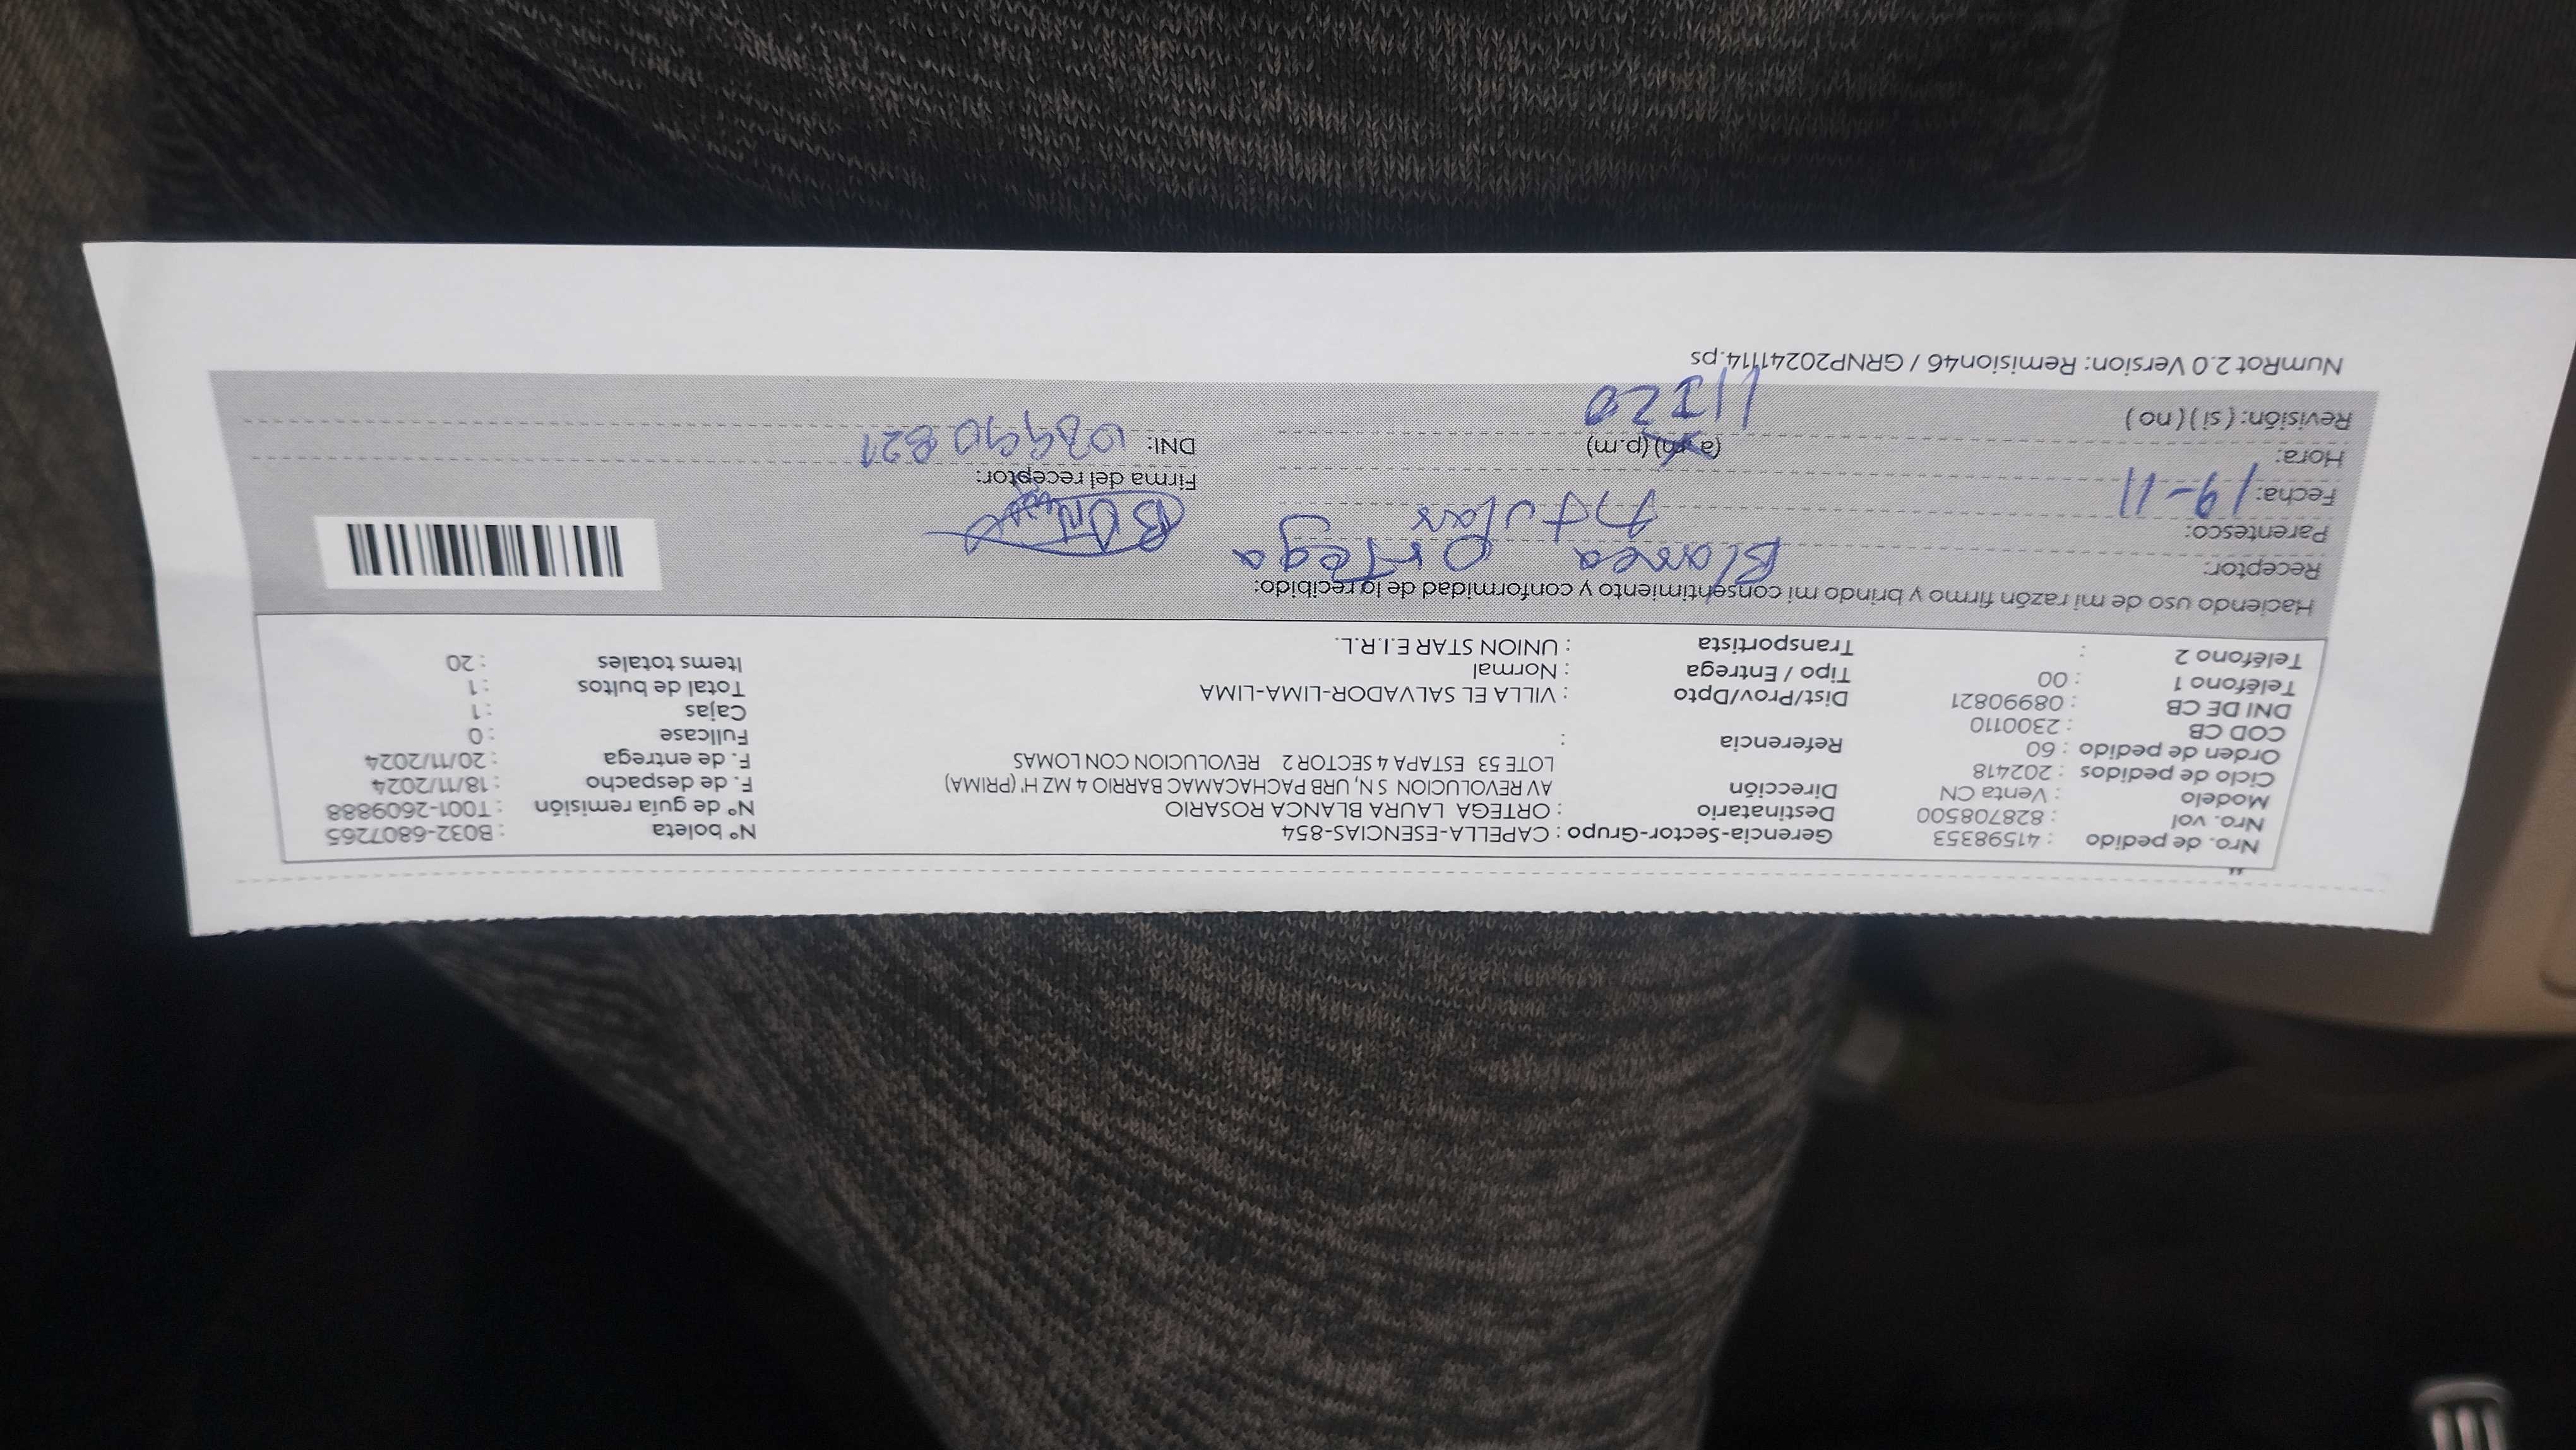 Nro. de pedido : 41598353 Gerencia-Sector-Grupo : CAPELLA-ESENCIAS-854 N° boleta : B032-6807265
Nro. vol : 828708500 Destinatario : ORTEGA LAURA BLANCA ROSARIO N° de guía remisión : T001-2609888
Modelo : Venta CN Dirección AV REVOLUCION S N, URB PACHACAMAC BARRIO 4 MZ H' (PRIMA) F. de despacho : 18/11/2024
Ciclo de pedidos : 202418 LOTE 53 ESTAPA 4 SECTOR 2 REVOLUCION CON LOMAS F. de entrega : 20/11/2024
Orden de pedido : 60 Referencia : Fullcase : 0
COD CB : 2300110 Cajas : 1
DNI DE CB : 08990821 Dist/Prov/Dpto : VILLA EL SALVADOR-LIMA-LIMA Total de bultos : 1
Teléfono 1 : 00 Tipo / Entrega : Normal Items totales : 20
Teléfono 2 : Transportista : UNION STAR E.I.R.L.
Haciendo uso de mi razón firmo y brindo mi consentimiento y conformidad de lo recibido:
Receptor: Blanca Ortega
Parentesco: titular
Fecha: 19-11 Firma del receptor:
Hora: (a.m) (p.m) DNI: 08990821
Revisión: ( si ) ( no )
NumRot 2.0 Version: Remision46 / GRNP20241114.ps